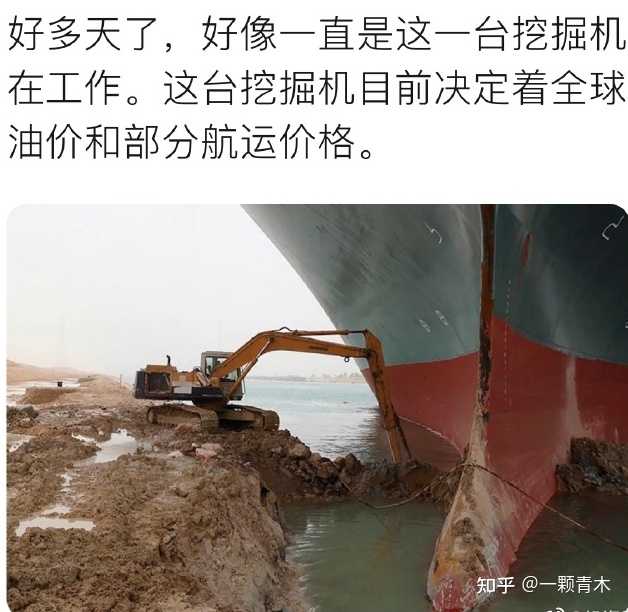 好多天了，好像一直是这一台挖掘机
在工作。这台挖掘机目前决定着全球
油价和部分航运价格。
知乎 @一颗青木